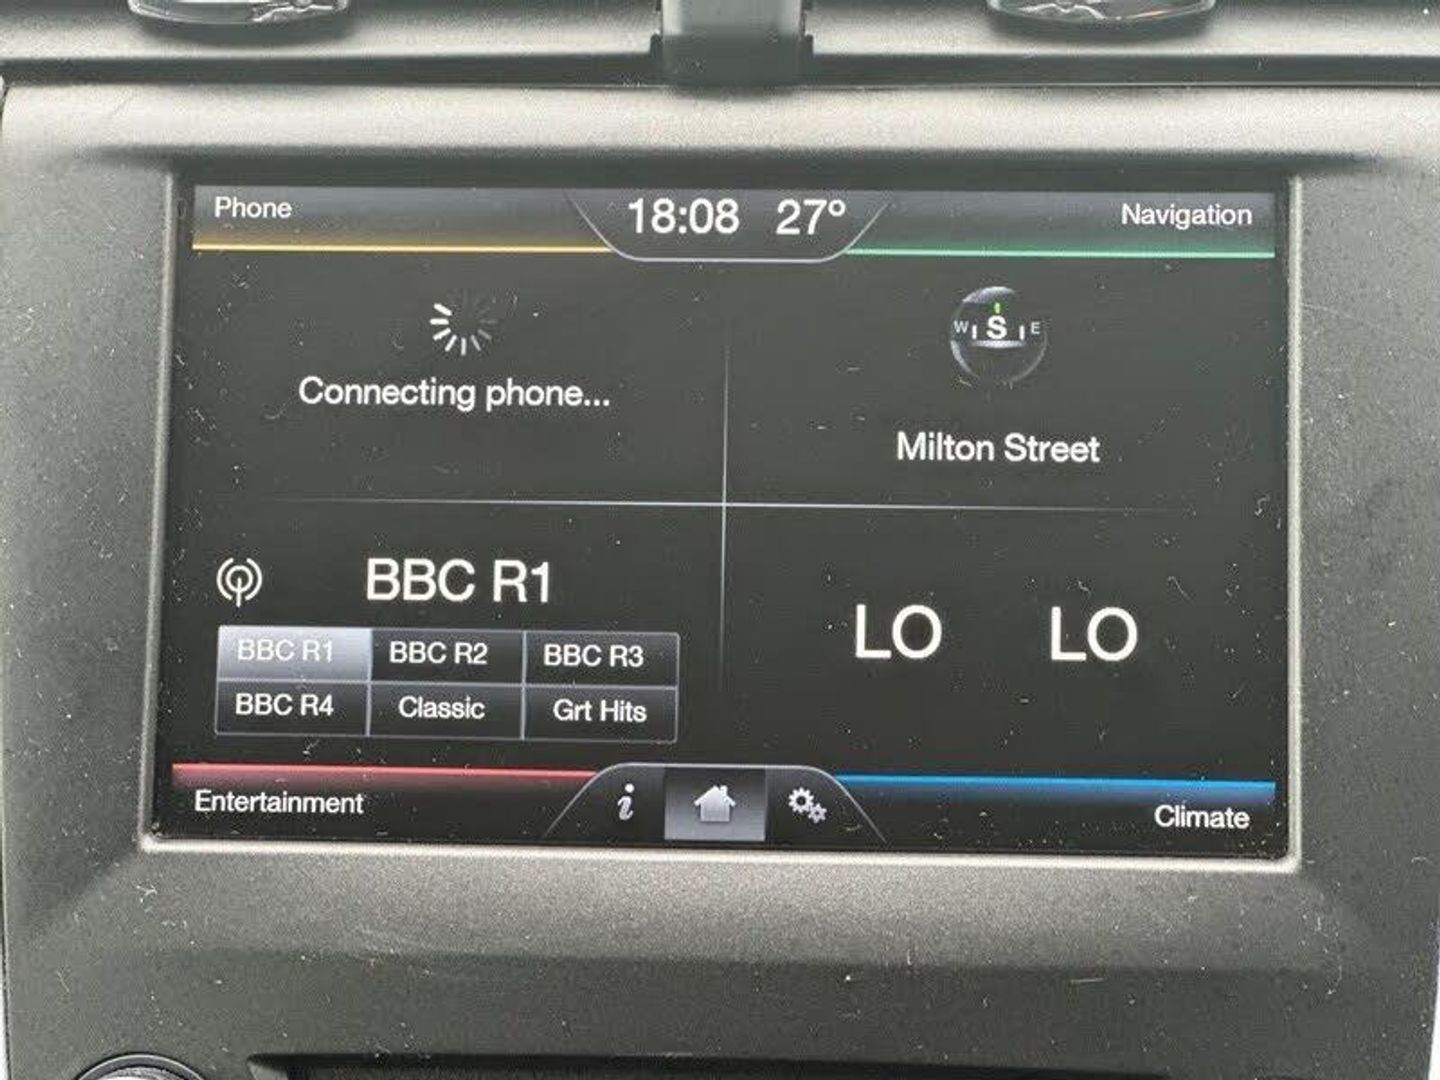 Phone
18:08 27°
Navigation
Connecting phone...
W S E
Milton Street
BBC R1
BBC R1 BBC R2 BBC R3
BBC R4 Classic Grt Hits
LO LO
Entertainment
i
Climate